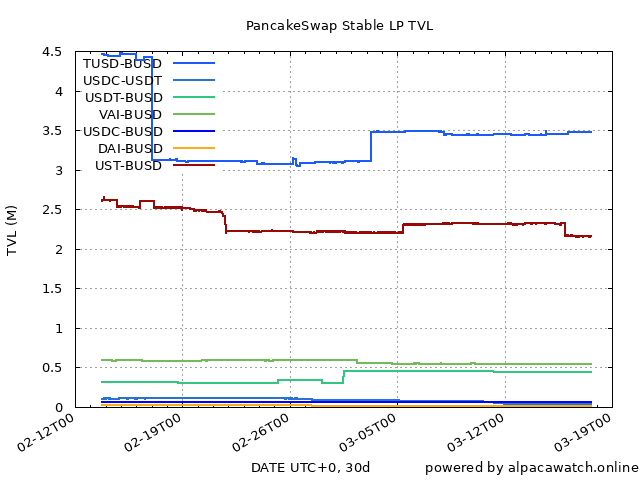 PancakeSwap Stable LP TVL
TVL (M)
4.5
4
3.5
3
2.5
2
1.5
1
0.5
0
TUSD-BUSD
USDC-USDT
USDT-BUSD
VAI-BUSD
USDC-BUSD
DAI-BUSD
UST-BUSD
02-12T00
02-19T00
02-26T00
03-05T00
03-12T00
03-19T00
DATE UTC+0, 30d
powered by alpacawatch.online